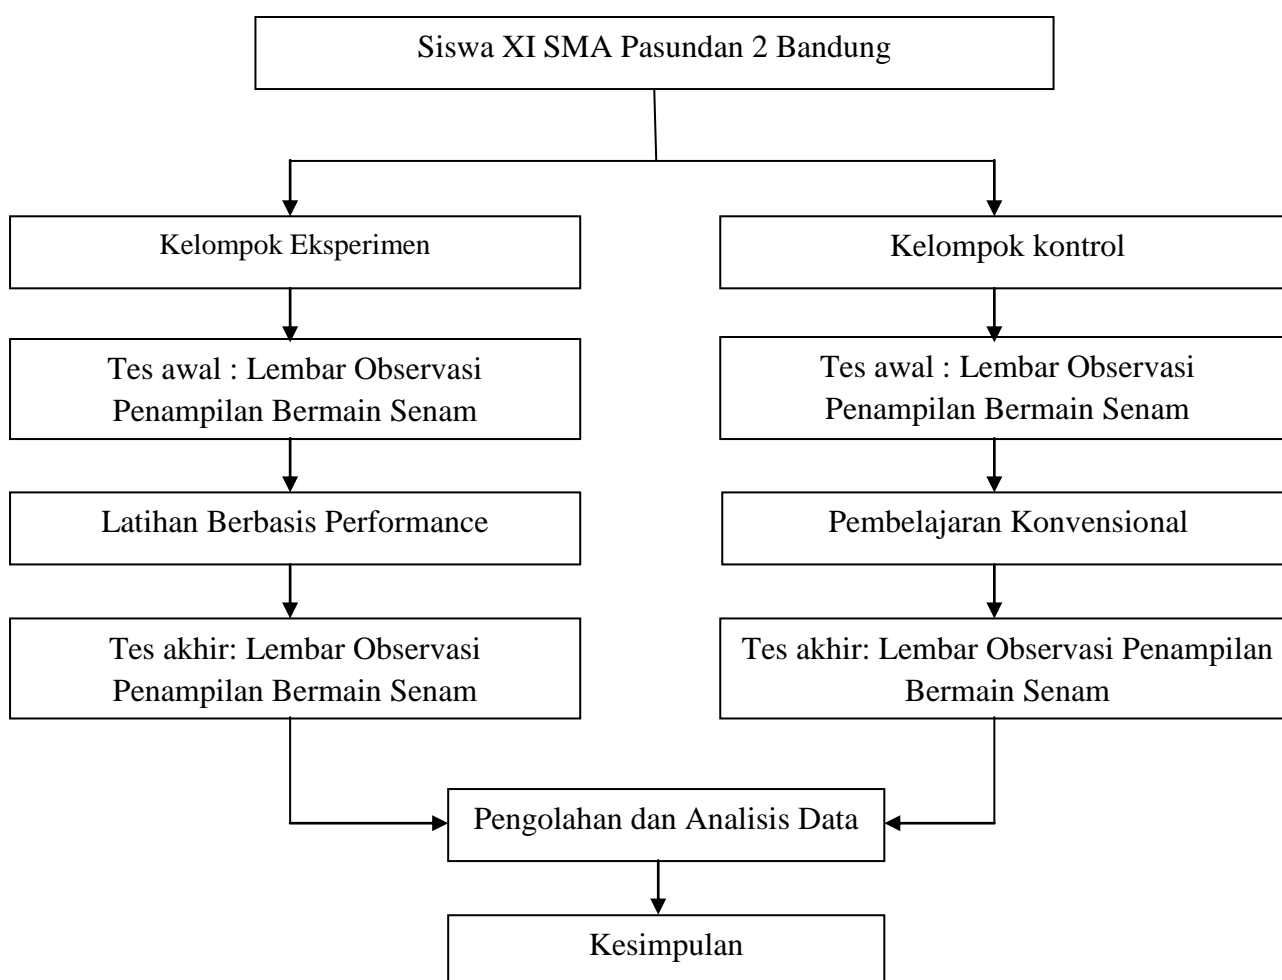 Siswa XI SMA Pasundan 2 Bandung
Kelompok Eksperimen
Kelompok kontrol
Tes awal : Lembar Observasi
Penampilan Bermain Senam
Tes awal : Lembar Observasi
Penampilan Bermain Senam
Latihan Berbasis Performance
Pembelajaran Konvensional
Tes akhir: Lembar Observasi
Penampilan Bermain Senam
Tes akhir: Lembar Observasi Penampilan
Bermain Senam
Pengolahan dan Analisis Data
Kesimpulan